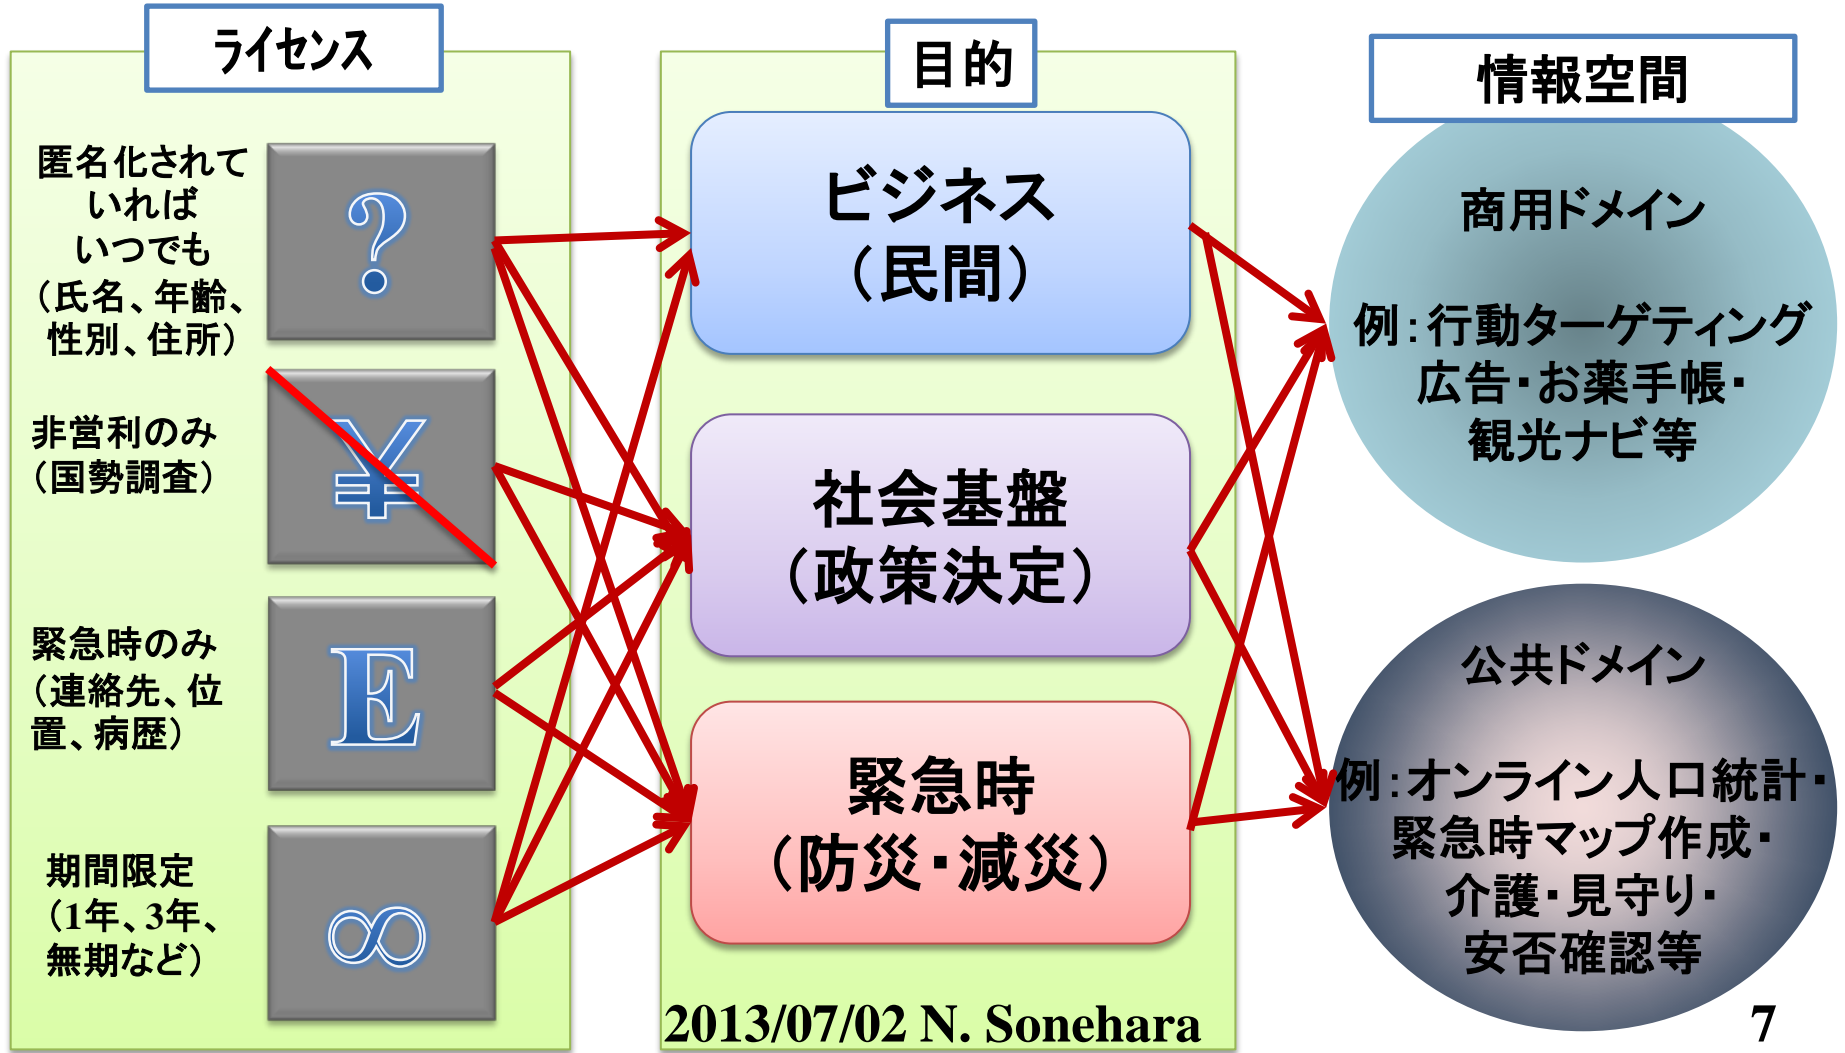 ライセンス
匿名化されて
いれば
いつでも
（氏名、年齢、
性別、住所）
?
非営利のみ
（国勢調査）
¥
緊急時のみ
（連絡先、位
置、病歴）
E
期間限定
（1年、3年、
無期など）
∞
目的
ビジネス
（民間）
社会基盤
（政策決定）
緊急時
（防災・減災）
情報空間
商用ドメイン
例：行動ターゲティング
広告・お薬手帳・
観光ナビ等
公共ドメイン
例：オンライン人口統計・
緊急時マップ作成・
介護・見守り・
安否確認等
2013/07/02 N. Sonehara
7